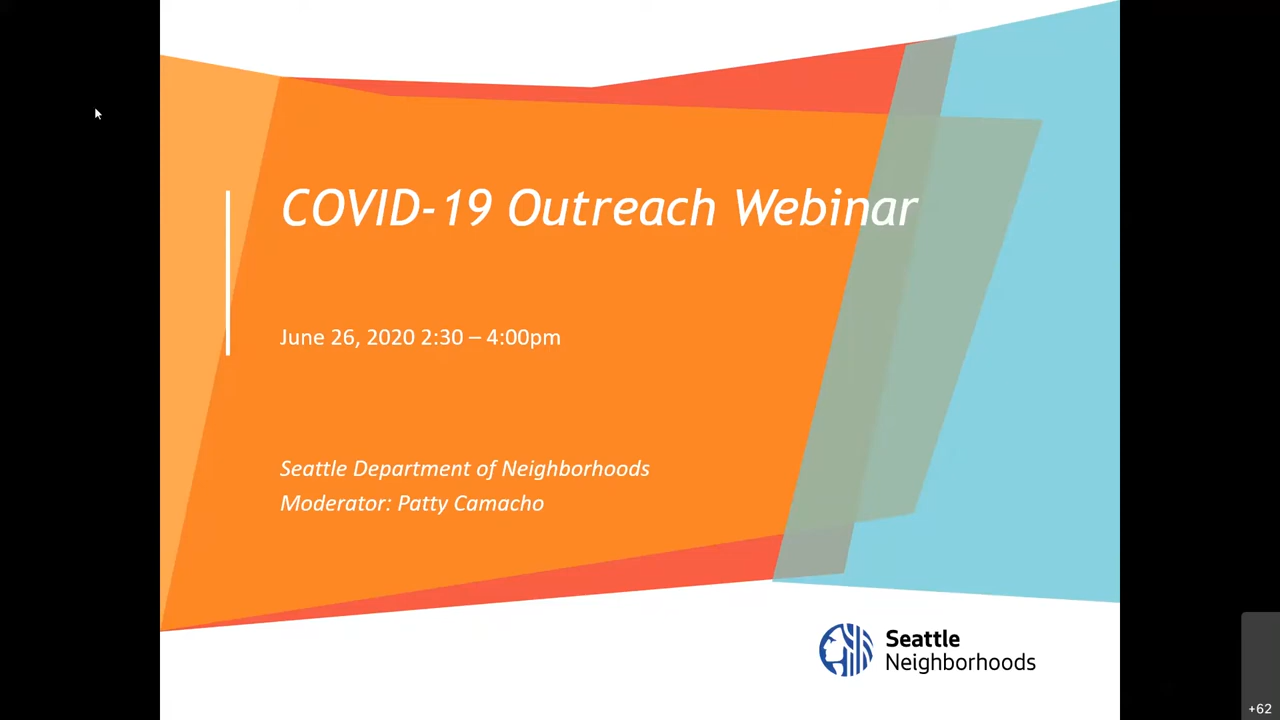 COVID-19 Outreach Webinar
June 26, 2020 2:30 – 4:00pm
Seattle Department of Neighborhoods
Moderator: Patty Camacho
Seattle
Neighborhoods
+62